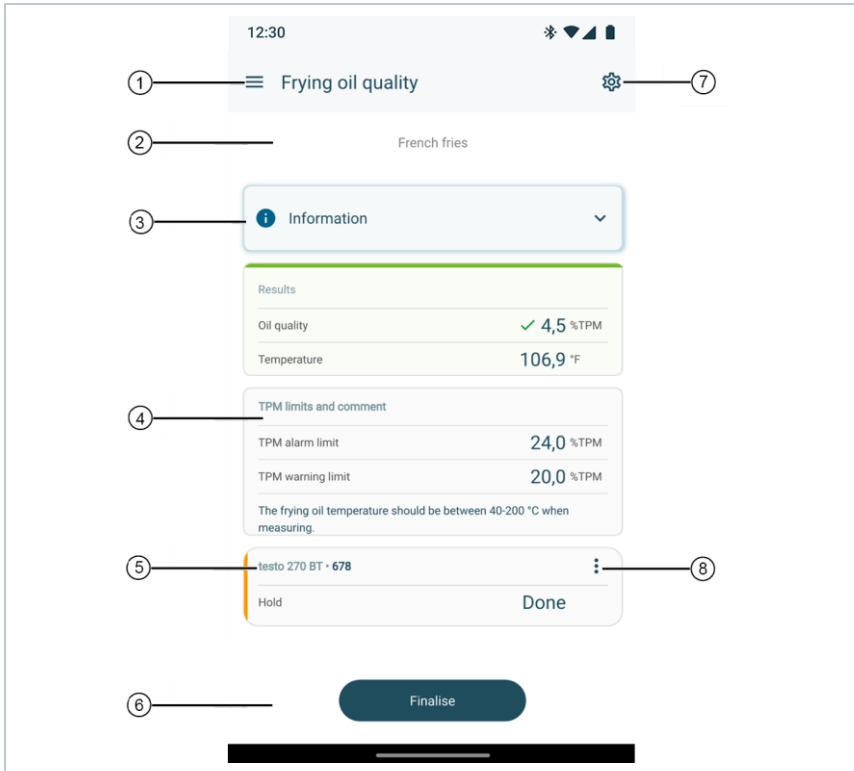 12:30
1 Frying oil quality 7
2 French fries
3 Information
Results
Oil quality 4,5 %TPM
Temperature 106,9 °F
4 TPM limits and comment
TPM alarm limit 24,0 %TPM
TPM warning limit 20,0 %TPM
The frying oil temperature should be between 40-200 °C when
measuring.
5 testo 270 BT • 678 8
Hold Done
6 Finalise